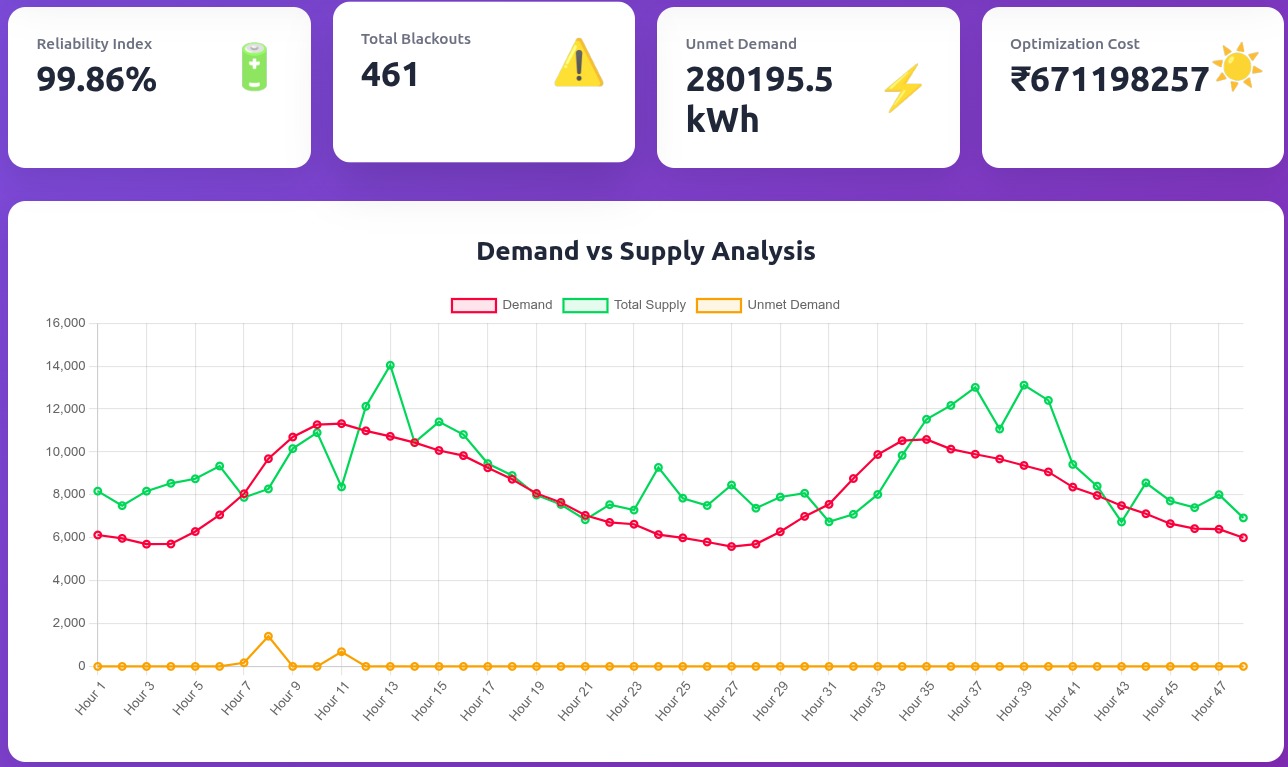 Reliability Index
99.86%
Total Blackouts
461
Unmet Demand
280195.5
kWh
Optimization Cost
₹671198257
Demand vs Supply Analysis
Demand Total Supply Unmet Demand
16,000
14,000
12,000
10,000
8,000
6,000
4,000
2,000
0
Hour 1 Hour 3 Hour 5 Hour 7 Hour 9 Hour 11 Hour 13 Hour 15 Hour 17 Hour 19 Hour 21 Hour 23 Hour 25 Hour 27 Hour 29 Hour 31 Hour 33 Hour 35 Hour 37 Hour 39 Hour 41 Hour 43 Hour 45 Hour 47